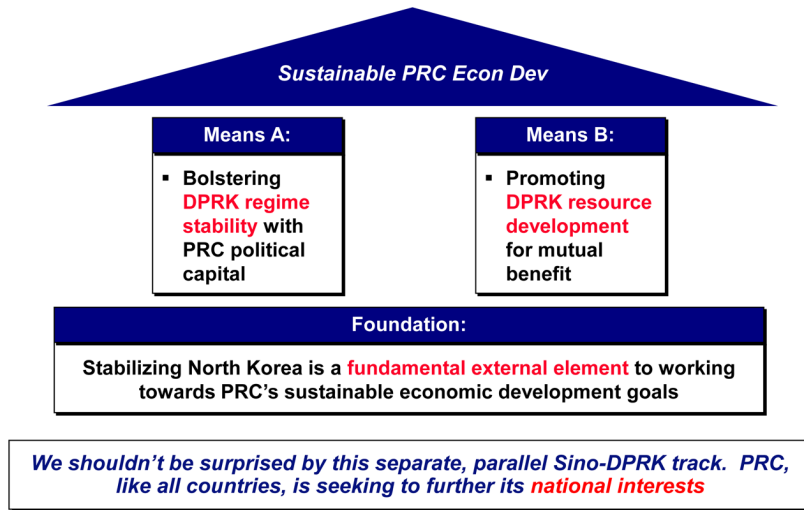 Sustainable PRC Econ Dev
Means A:
▪ Bolstering
DPRK regime
stability with
PRC political
capital
Means B:
▪ Promoting
DPRK resource
development
for mutual
benefit
Foundation:
Stabilizing North Korea is a fundamental external element to working
towards PRC’s sustainable economic development goals
We shouldn’t be surprised by this separate, parallel Sino-DPRK track.  PRC,
like all countries, is seeking to further its national interests